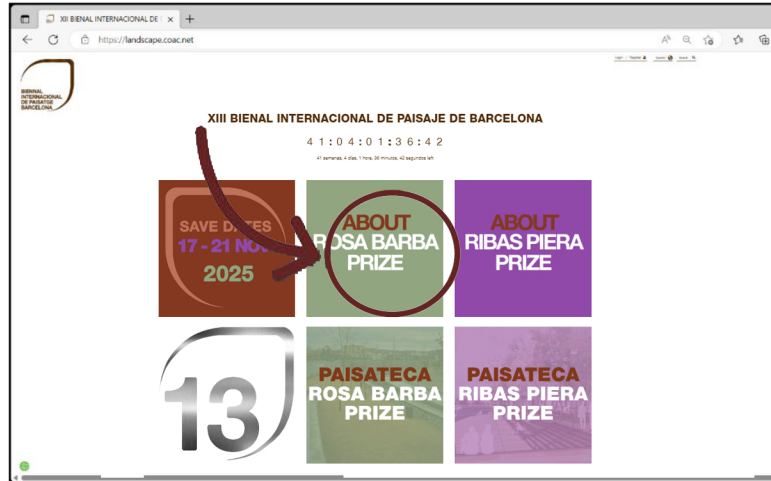 XII BIENAL INTERNACIONAL DE
https://landscape.coac.net
Login / Register
Search
BIENNAL
INTERNACIONAL
DE PAISATGE
BARCELONA
XIII BIENAL INTERNACIONAL DE PAISAJE DE BARCELONA
41:04:01:36:42
41 semanas, 4 días, 1 hora, 36 minutos, 42 segundos left
SAVE DATES
17 - 21 NOV
2025
ABOUT
ROSA BARBA
PRIZE
ABOUT
RIBAS PIERA
PRIZE
13
PAISATECA
ROSA BARBA
PRIZE
PAISATECA
RIBAS PIERA
PRIZE